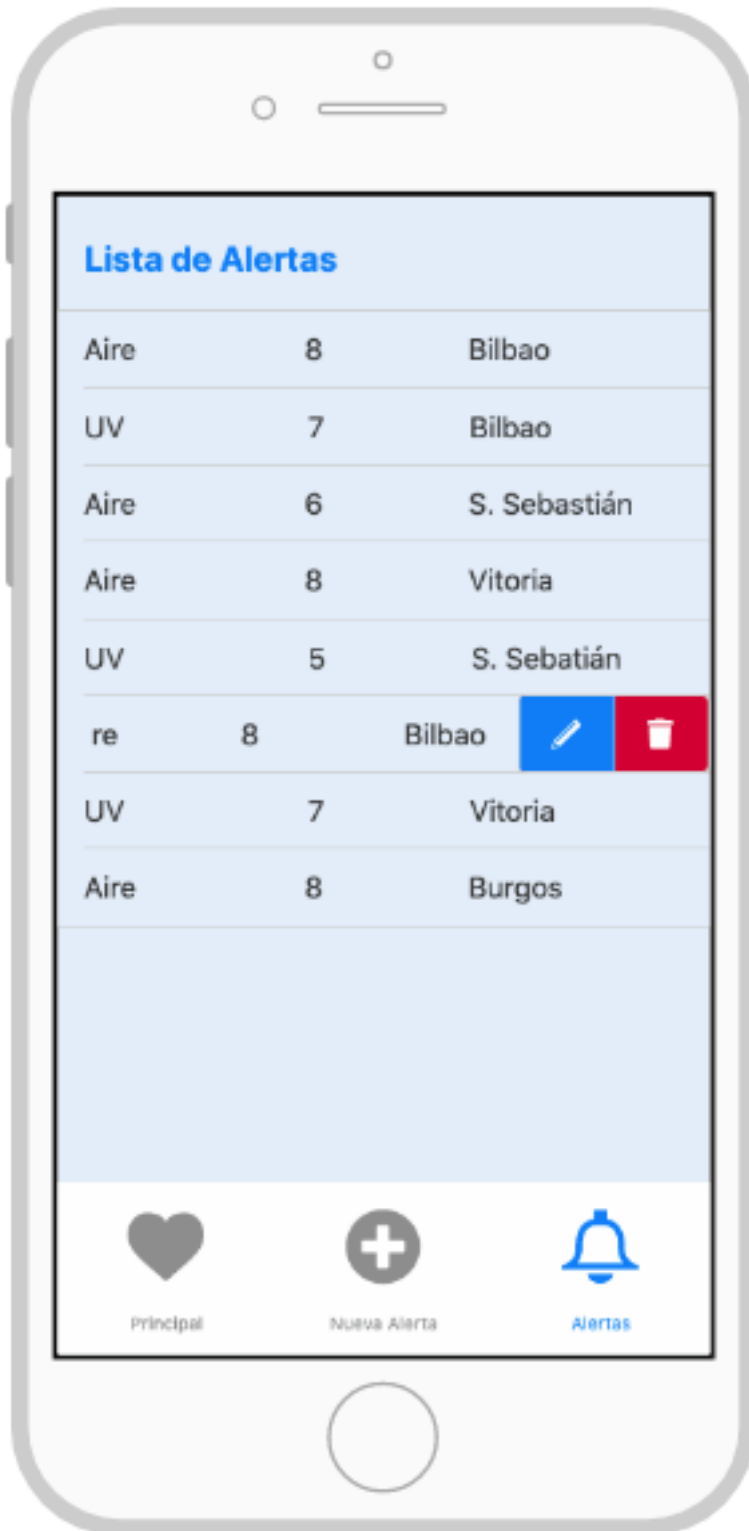 Lista de Alertas
Aire 8 Bilbao
UV 7 Bilbao
Aire 6 S. Sebastián
Aire 8 Vitoria
UV 5 S. Sebatián
re 8 Bilbao
UV 7 Vitoria
Aire 8 Burgos
Principal Nueva Alerta Alertas